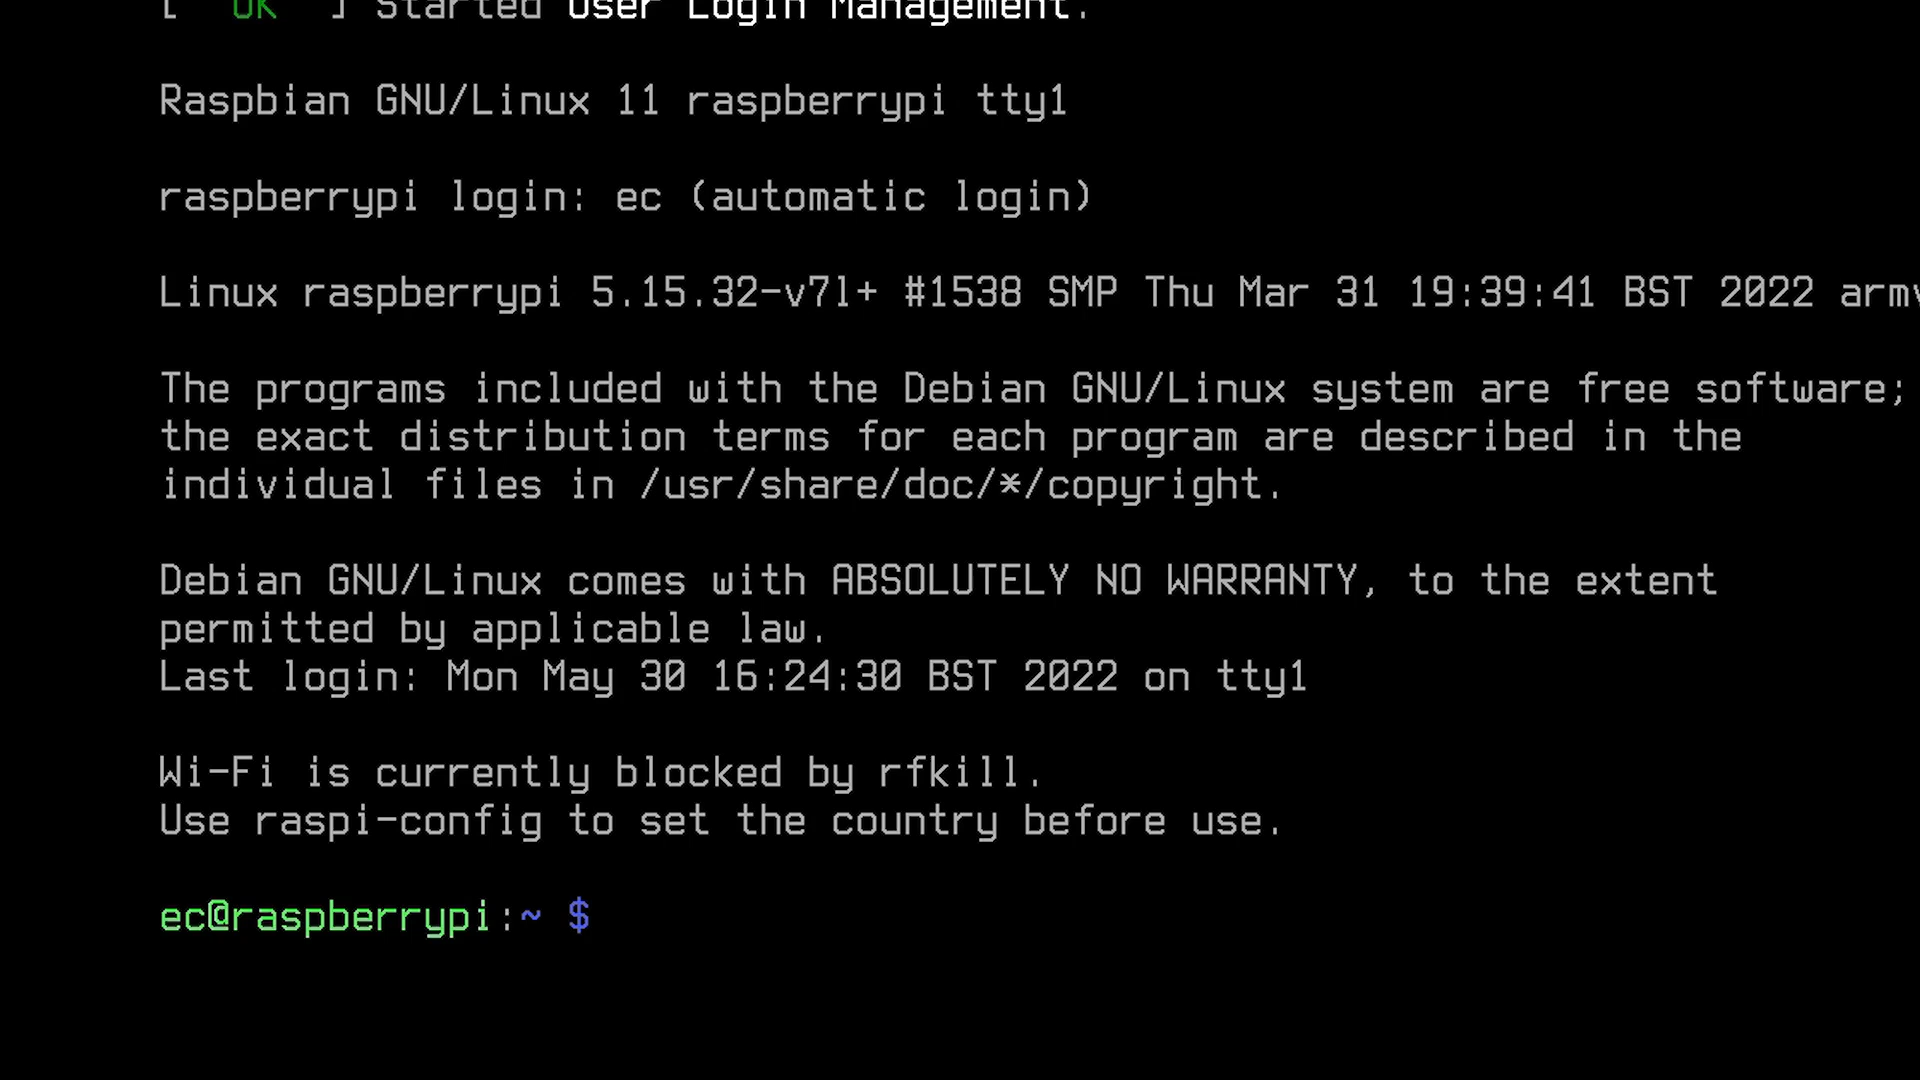 [  OK  ] Started User Login Management.
Raspbian GNU/Linux 11 raspberrypi tty1
raspberrypi login: ec (automatic login)
Linux raspberrypi 5.15.32-v7l+ #1538 SMP Thu Mar 31 19:39:41 BST 2022 armv
The programs included with the Debian GNU/Linux system are free software;
the exact distribution terms for each program are described in the
individual files in /usr/share/doc/*/copyright.
Debian GNU/Linux comes with ABSOLUTELY NO WARRANTY, to the extent
permitted by applicable law.
Last login: Mon May 30 16:24:30 BST 2022 on tty1
Wi-Fi is currently blocked by rfkill.
Use raspi-config to set the country before use.
ec@raspberrypi:~ $